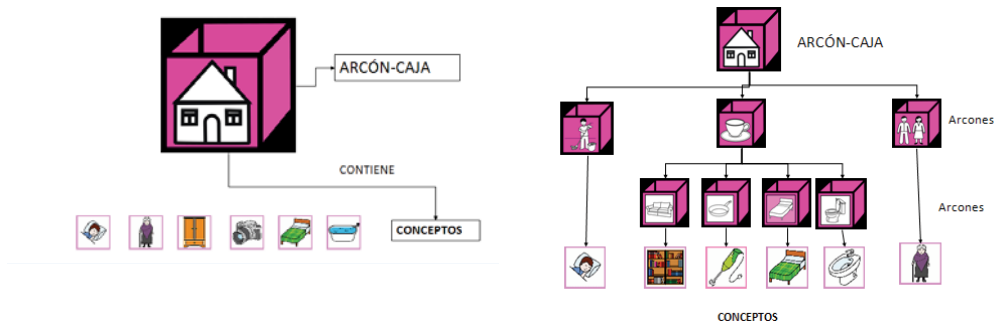 ARCÓN-CAJA
CONTIENE
CONCEPTOS
ARCÓN-CAJA
Arcones
Arcones
CONCEPTOS